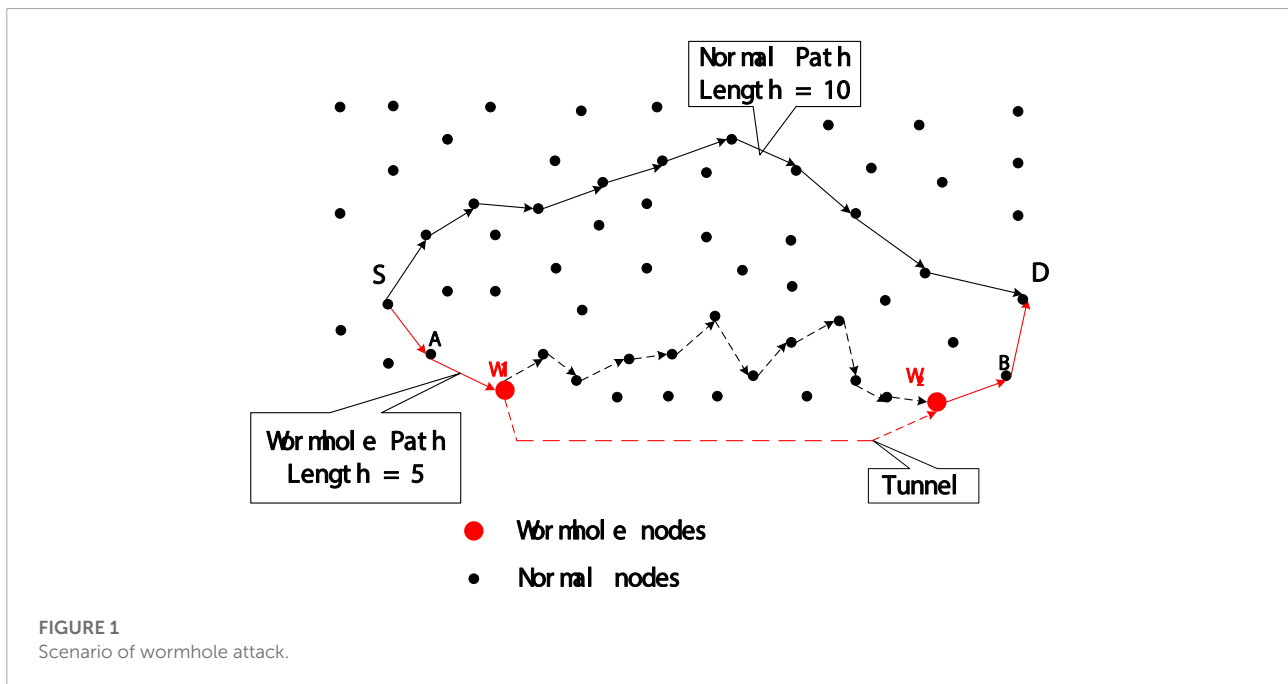 Normal Path
Length = 10
S
D
A
W1
W2
B
Wormhole Path
Length = 5
Tunnel
Wormhole nodes
Normal nodes
FIGURE 1
Scenario of wormhole attack.